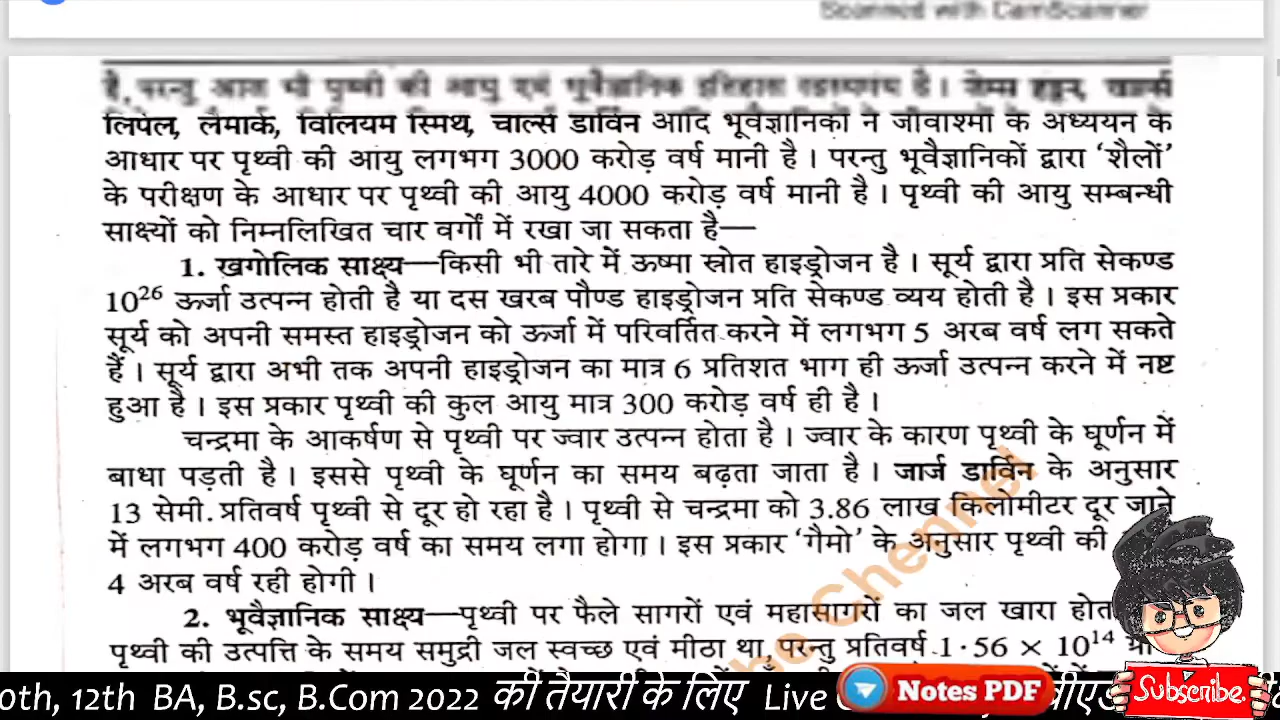 Scanned with CamScanner
है, परन्तु आज भी पृथ्वी की आयु एवं भूवैज्ञानिक इतिहास रहस्यमय है। जेम्स हट्टन, चार्ल्स
लिपेल, लैमार्क, विलियम स्मिथ, चार्ल्स डार्विन आदि भूवैज्ञानिकों ने जीवाश्मों के अध्ययन के
आधार पर पृथ्वी की आयु लगभग 3000 करोड़ वर्ष मानी है। परन्तु भूवैज्ञानिकों द्वारा ‘शैलों’
के परीक्षण के आधार पर पृथ्वी की आयु 4000 करोड़ वर्ष मानी है। पृथ्वी की आयु सम्बन्धी
साक्ष्यों को निम्नलिखित चार वर्गों में रखा जा सकता है—
1. खगोलिक साक्ष्य—किसी भी तारे में ऊष्मा स्रोत हाइड्रोजन है। सूर्य द्वारा प्रति सेकण्ड
10²⁶ ऊर्जा उत्पन्न होती है या दस खरब पौण्ड हाइड्रोजन प्रति सेकण्ड व्यय होती है। इस प्रकार
सूर्य को अपनी समस्त हाइड्रोजन को ऊर्जा में परिवर्तित करने में लगभग 5 अरब वर्ष लग सकते
हैं। सूर्य द्वारा अभी तक अपनी हाइड्रोजन का मात्र 6 प्रतिशत भाग ही ऊर्जा उत्पन्न करने में नष्ट
हुआ है। इस प्रकार पृथ्वी की कुल आयु मात्र 300 करोड़ वर्ष ही है।
चन्द्रमा के आकर्षण से पृथ्वी पर ज्वार उत्पन्न होता है। ज्वार के कारण पृथ्वी के घूर्णन में
बाधा पड़ती है। इससे पृथ्वी के घूर्णन का समय बढ़ता जाता है। जार्ज डार्विन के अनुसार
13 सेमी. प्रतिवर्ष पृथ्वी से दूर हो रहा है। पृथ्वी से चन्द्रमा को 3.86 लाख किलोमीटर दूर जाने
में लगभग 400 करोड़ वर्ष का समय लगा होगा। इस प्रकार ‘गैमो’ के अनुसार पृथ्वी की
4 अरब वर्ष रही होगी।
2. भूवैज्ञानिक साक्ष्य—पृथ्वी पर फैले सागरों एवं महासागरों का जल खारा होत
पृथ्वी की उत्पत्ति के समय समुद्री जल स्वच्छ एवं मीठा था, परन्तु प्रतिवर्ष 1·56 × 10¹⁴
Chennel
0th, 12th BA, B.sc, B.Com 2022 की तैयारी के लिए Live
Notes PDF
Subscribe